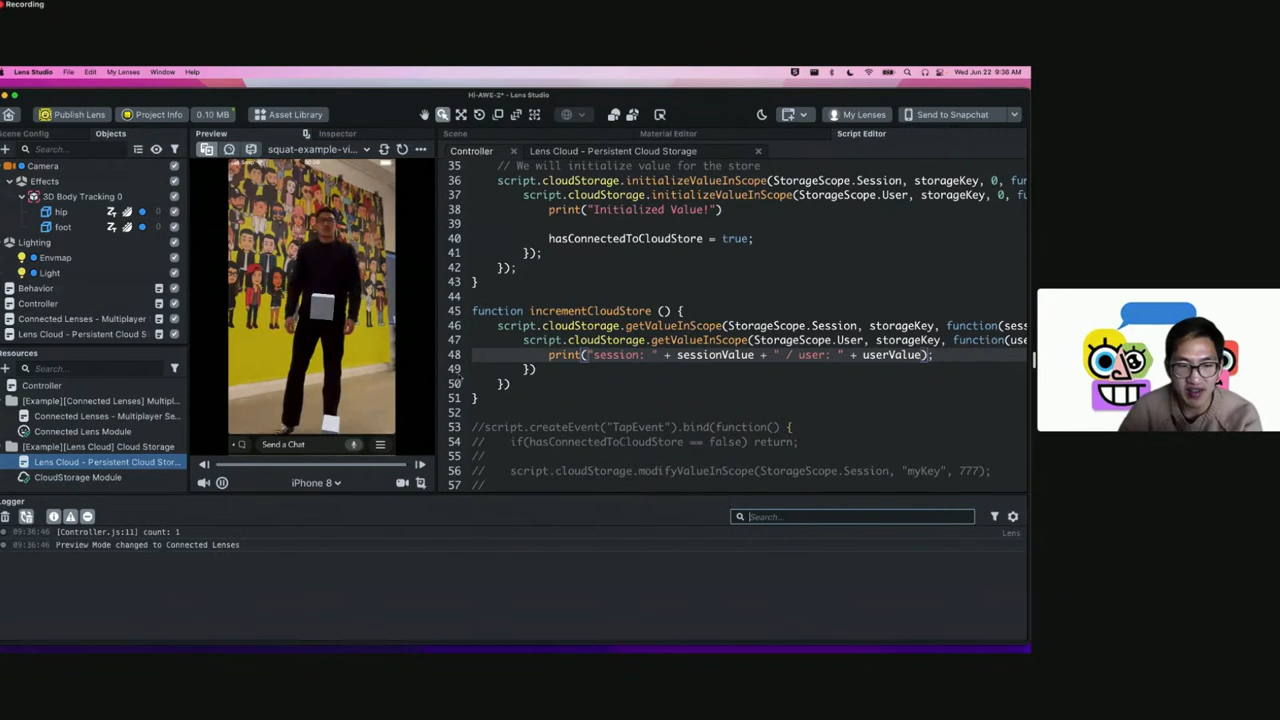 Recording
Lens Studio File Edit My Lenses Window Help
Wed Jun 22 9:36 AM
Hi-AWE-2* - Lens Studio
Publish Lens Project Info 0.10 MB Asset Library My Lenses Send to Snapchat
Scene Config Objects
Search...
Camera
Effects
3D Body Tracking 0
hip 0
foot 0
Lighting
Envmap
Light
Behavior
Controller
Connected Lenses - Multiplayer
Lens Cloud - Persistent Cloud S
Resources
Search...
Controller
[Example][Connected Lenses] Multiplay
Connected Lenses - Multiplayer Se...
Connected Lens Module
[Example][Lens Cloud] Cloud Storage
Lens Cloud - Persistent Cloud Stor...
CloudStorage Module
Preview Inspector
squat-example-vi...
Send a Chat
iPhone 8
Scene Material Editor Script Editor
Controller Lens Cloud - Persistent Cloud Storage
35 // We will initialize value for the store
36 script.cloudStorage.initializeValueInScope(StorageScope.Session, storageKey, 0, fun
37 script.cloudStorage.initializeValueInScope(StorageScope.User, storageKey, 0, fu
38 print("Initialized Value!")
39
40 hasConnectedToCloudStore = true;
41 });
42 });
43 }
44
45 function incrementCloudStore () {
46 script.cloudStorage.getValueInScope(StorageScope.Session, storageKey, function(sess
47 script.cloudStorage.getValueInScope(StorageScope.User, storageKey, function(use
48 print("session: " + sessionValue + " / user: " + userValue);
49 })
50 })
51 }
52
53 //script.createEvent("TapEvent").bind(function() {
54 // if(hasConnectedToCloudStore == false) return;
55 //
56 // script.cloudStorage.modifyValueInScope(StorageScope.Session, "myKey", 777);
57 //
Logger
Search...
09:36:46 [Controller.js:11] count: 1 Lens
09:36:46 Preview Mode changed to Connected Lenses